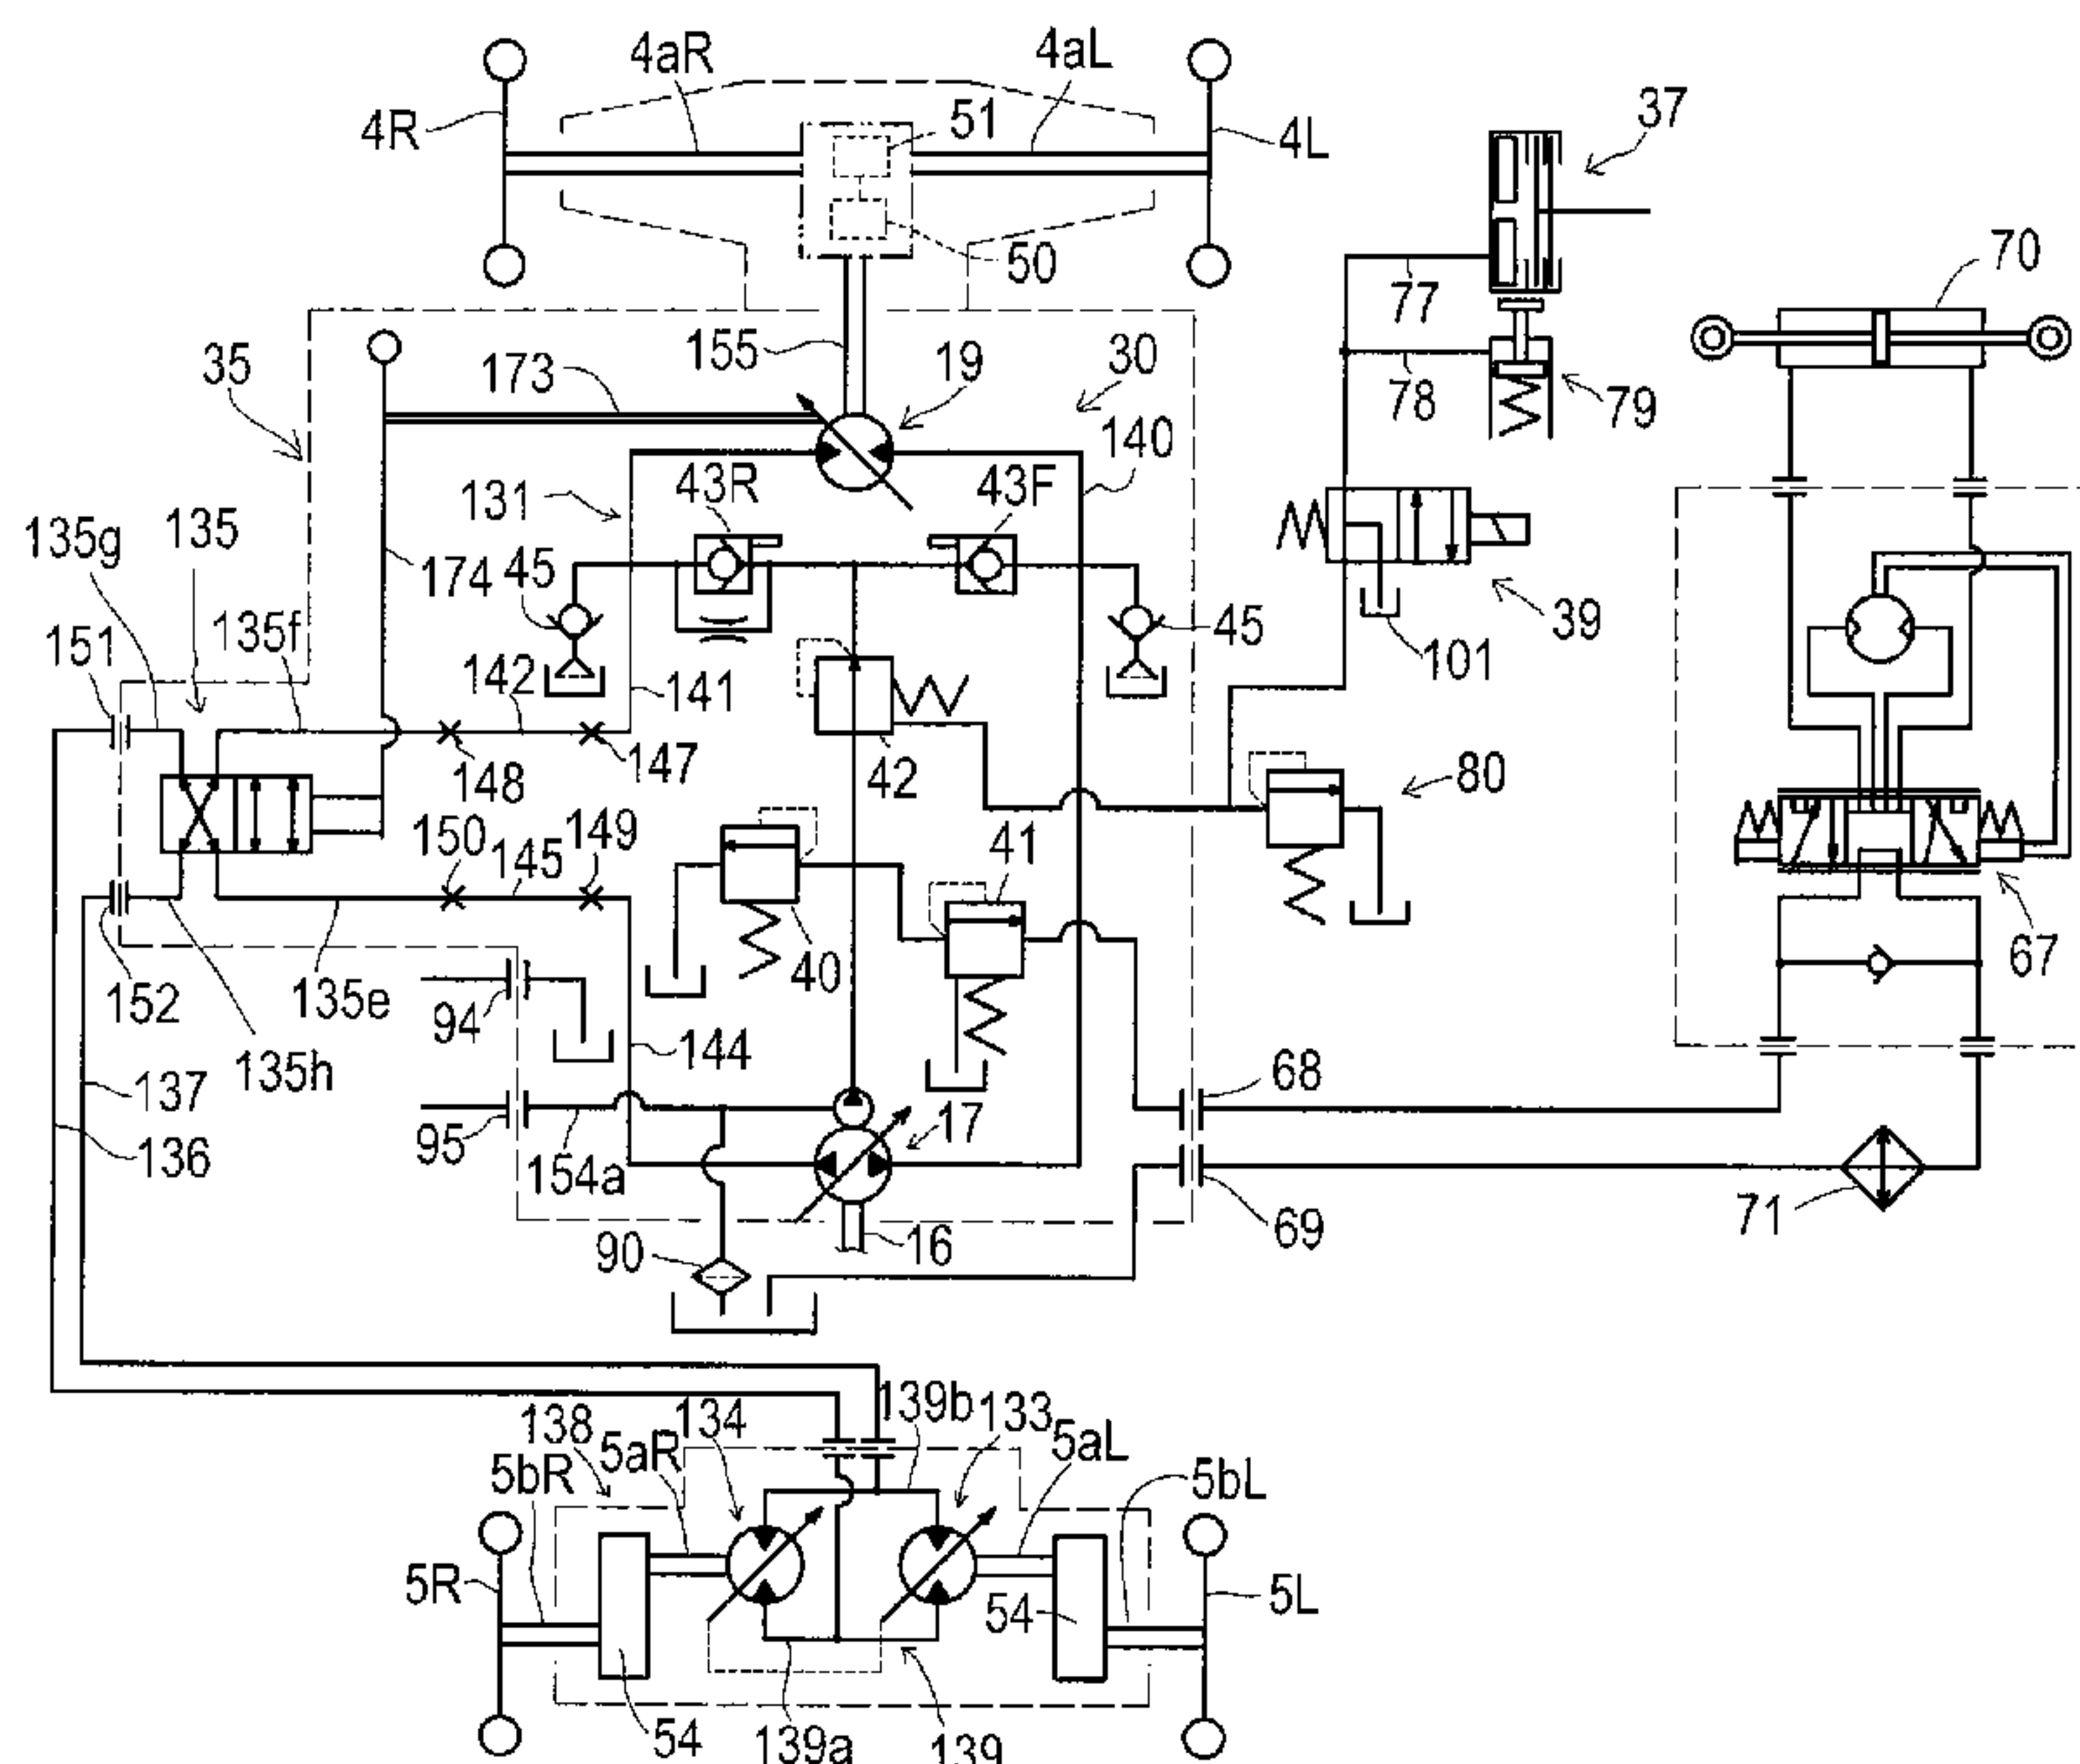 4aR 4aL
51 37
4R 4L
50 70
77
155
35 19 30
173 78 79
140
43R 43F
131
135g 135
174 45 39
151 135f 45
101
142 141
148 147 42 80
150 145 149 41
40 67
152 135e 94
135h 144 68
137
95 17
136 154a 71
69
90 16
139b
138 134 133
5aR 5aL
5bR 5bL
5R 54 5L
54 139a 139